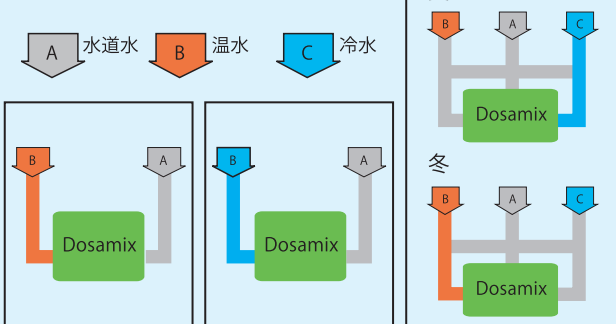 A 水道水 B 温水 C 冷水
B A
Dosamix
B A
Dosamix
B A C
Dosamix
冬
B A C
Dosamix